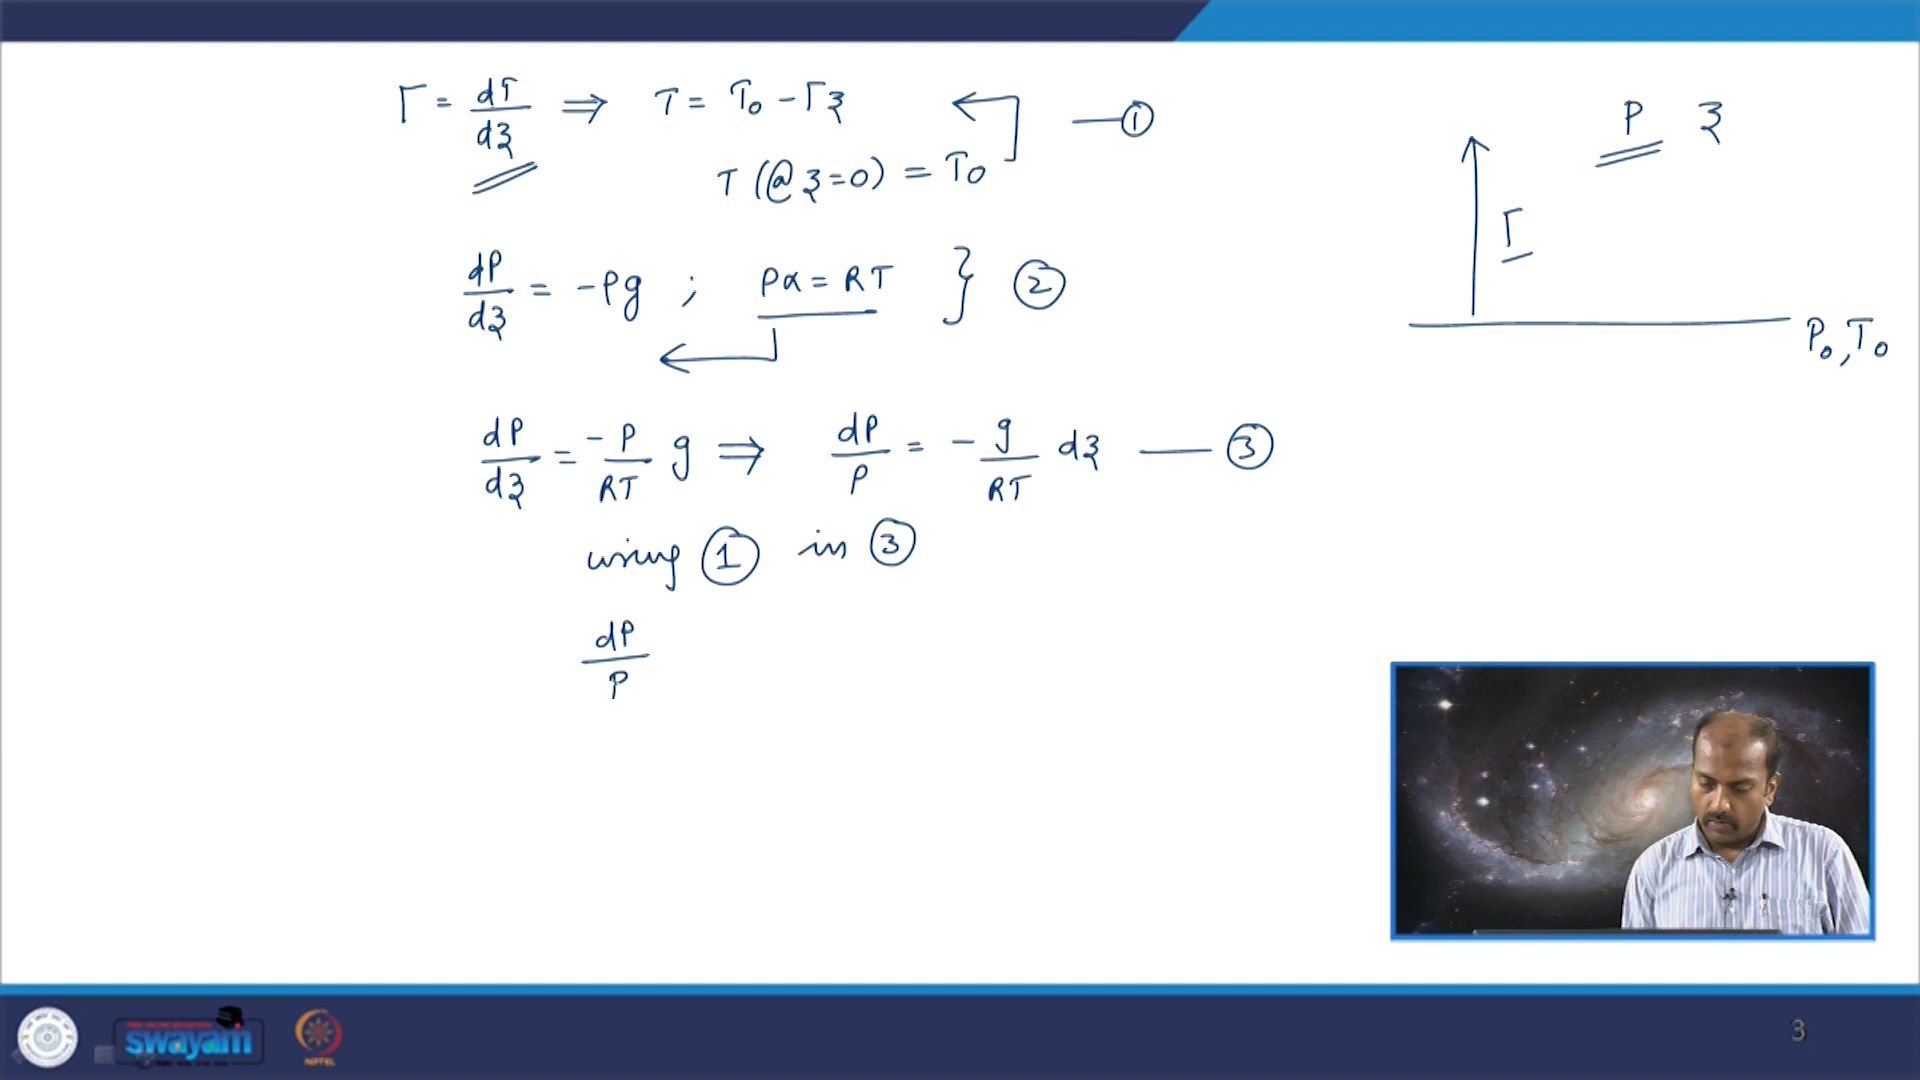 Γ = dT/dz ⇒ T = T₀ - Γz ← —①
T (@ z=0) = T₀
dP/dz = -ρg ; Pα = RT } ②
dP/dz = -P/RT g ⇒ dP/P = - g/RT dz — ③
using ① in ③
dP/P
P z
Γ
P₀, T₀
swayam
NPTEL
3